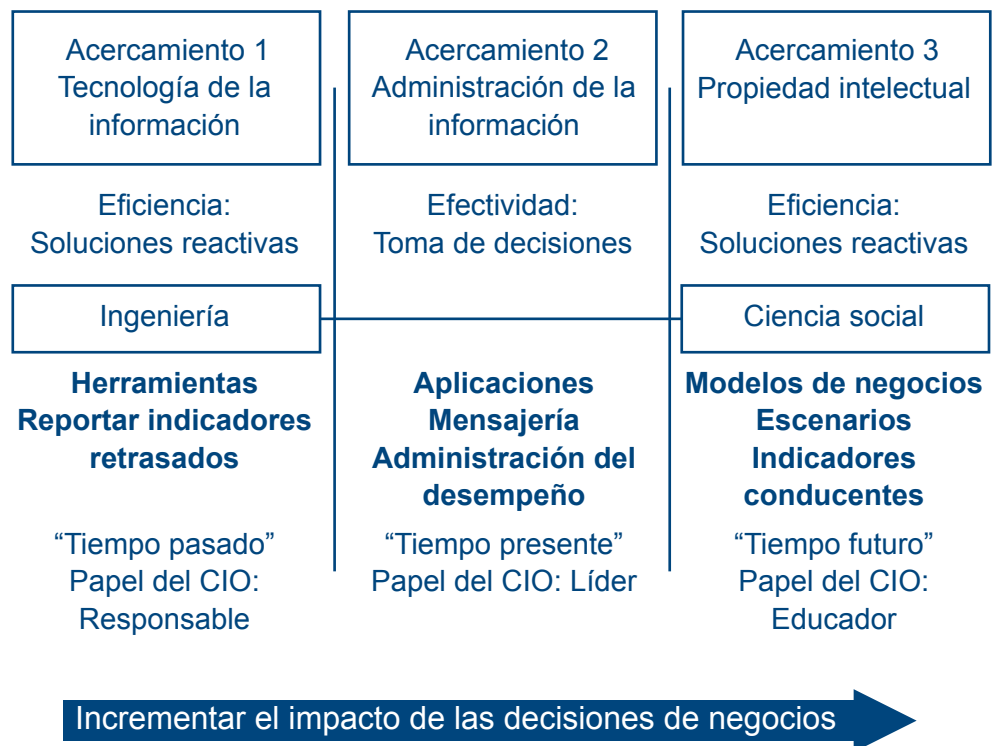 Acercamiento 1
Tecnología de la
información
Acercamiento 2
Administración de la
información
Acercamiento 3
Propiedad intelectual
Eficiencia:
Soluciones reactivas
Efectividad:
Toma de decisiones
Eficiencia:
Soluciones reactivas
Ingeniería
Ciencia social
Herramientas
Reportar indicadores
retrasados
Aplicaciones
Mensajería
Administración del
desempeño
Modelos de negocios
Escenarios
Indicadores
conducentes
“Tiempo pasado”
Papel del CIO:
Responsable
“Tiempo presente”
Papel del CIO: Líder
“Tiempo futuro”
Papel del CIO:
Educador
Incrementar el impacto de las decisiones de negocios